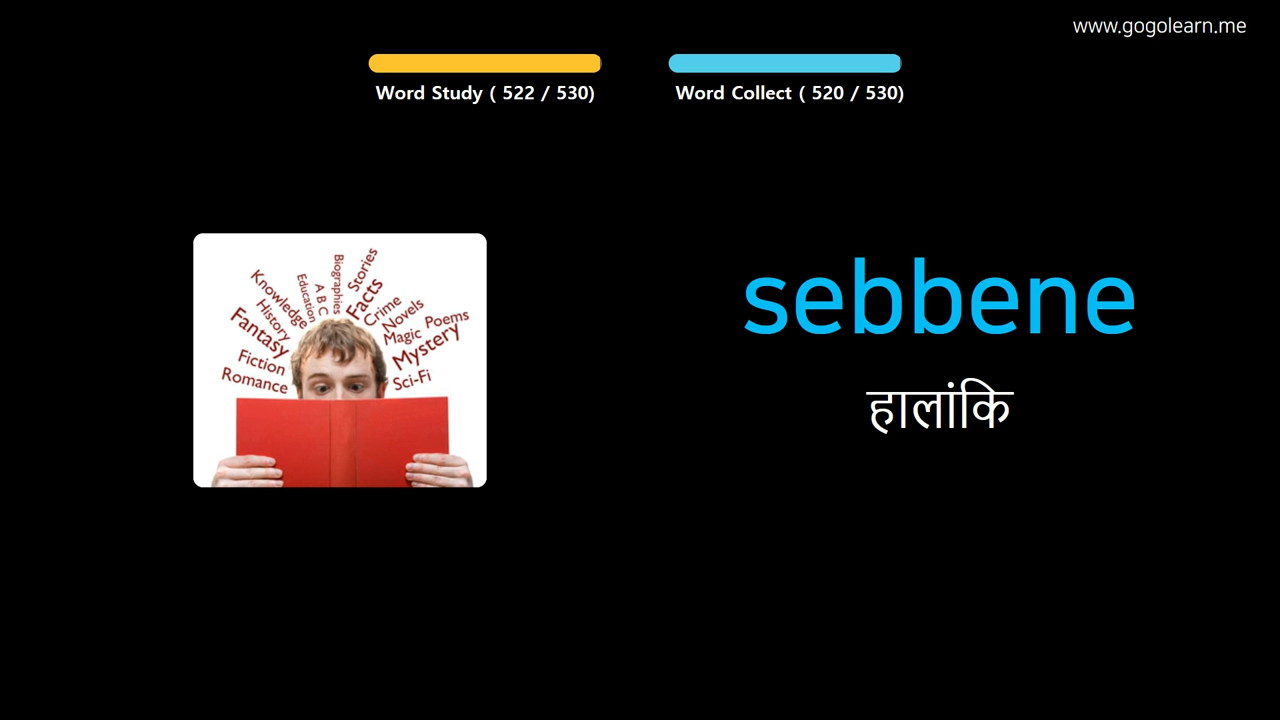 www.gogolearn.me
Word Study ( 522 / 530)
Word Collect ( 520 / 530)
sebbene
हालांकि
Knowledge
History
Fantasy
Fiction
Romance
Education
A B C
Biographies
Stories
Facts
Crime
Novels
Magic
Poems
Mystery
Sci-Fi